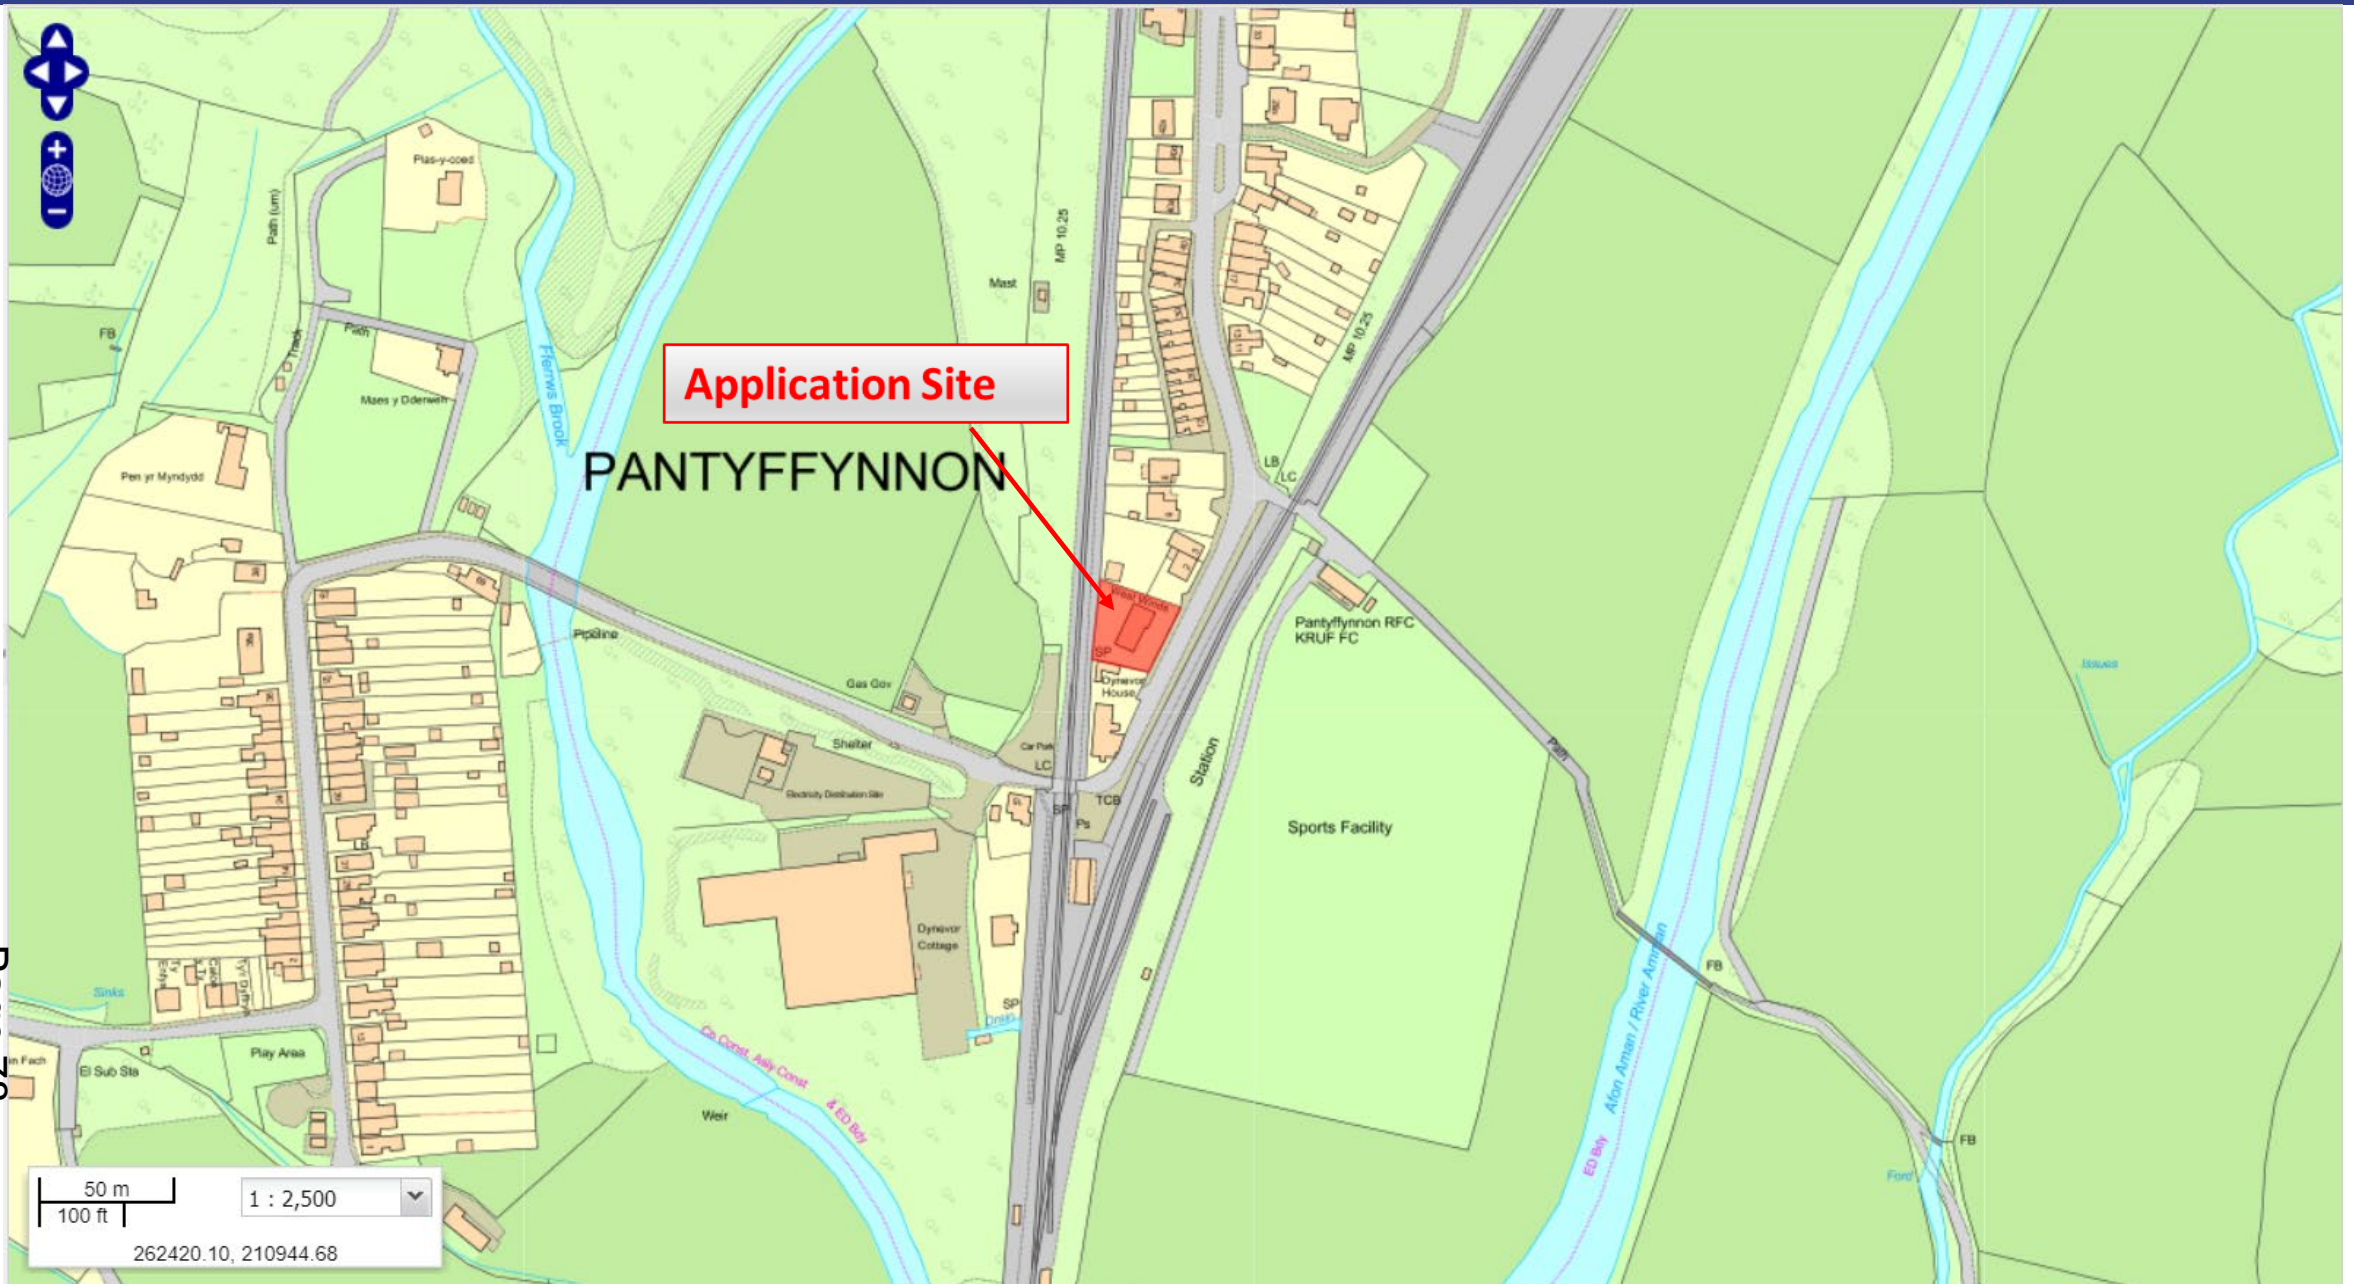 Plas-y-coed
Path (um)
MP 10.25
Mast
FB
Track
Path
Fferrws Brook
Application Site
MP 10.25
Maes y Dderwen
PANTYFFYNNON
LB
LC
Pen yr Myndydd
West Winds
Pantyffynnon RFC
KRUF FC
Pipeline
SP
Issues
Dynevor
House
Gas Gov
Shelter
Car Park
LC
Station
Path
Electricity Distribution Site
SP
TCB
Ps
Sports Facility
Dynevor
Cottage
Afon Aman / River Amman
FB
Sinks
SP
Drain
Play Area
El Sub Sta
Co Const, Assly Const
& ED Bdy
Weir
ED Bdy
FB
Ford
50 m
100 ft
1 : 2,500
262420.10, 210944.68